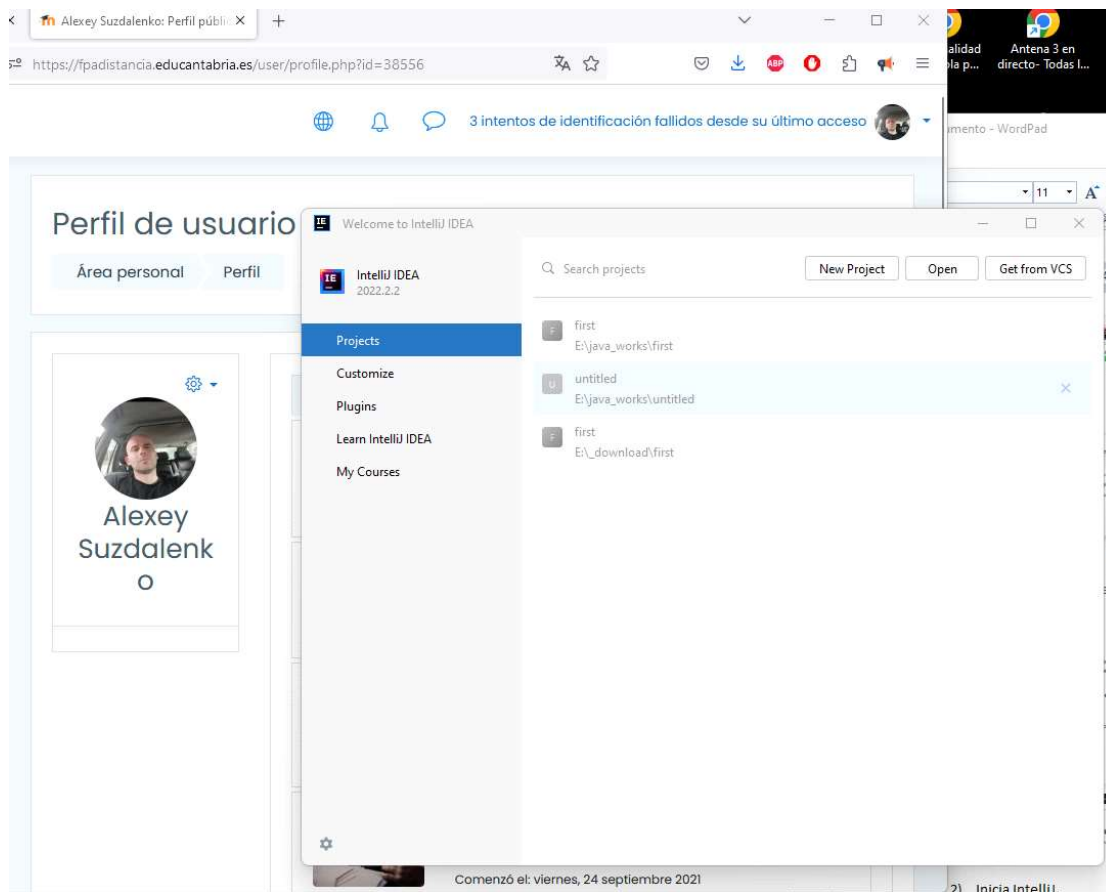 Alexey Suzdalenko: Perfil públic
https://fpadistancia.educantabria.es/user/profile.php?id=38556
ABP
3 intentos de identificación fallidos desde su último acceso
Perfil de usuario
Área personal Perfil
Alexey
Suzdalenk
o
Welcome to IntelliJ IDEA
IntelliJ IDEA
2022.2.2
Projects
Customize
Plugins
Learn IntelliJ IDEA
My Courses
Search projects
New Project Open Get from VCS
first
E:\java_works\first
untitled
E:\java_works\untitled
first
E:\_download\first
Comenzó el: viernes, 24 septiembre 2021
Antena 3 en
directo- Todas l...
- WordPad
11
2) Inicia IntelliJ.